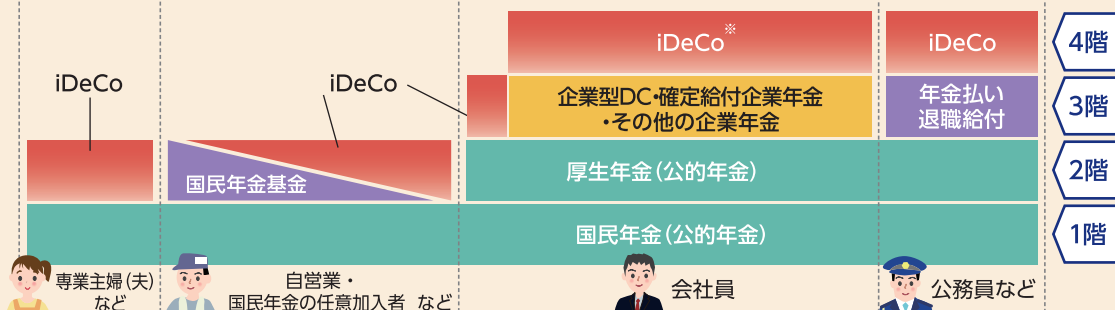 iDeCo※
iDeCo
4階
iDeCo
iDeCo
企業型DC・確定給付企業年金
・その他の企業年金
年金払い
退職給付
3階
国民年金基金
厚生年金(公的年金)
2階
国民年金(公的年金)
1階
専業主婦(夫)
など
自営業・
国民年金の任意加入者 など
会社員
公務員など